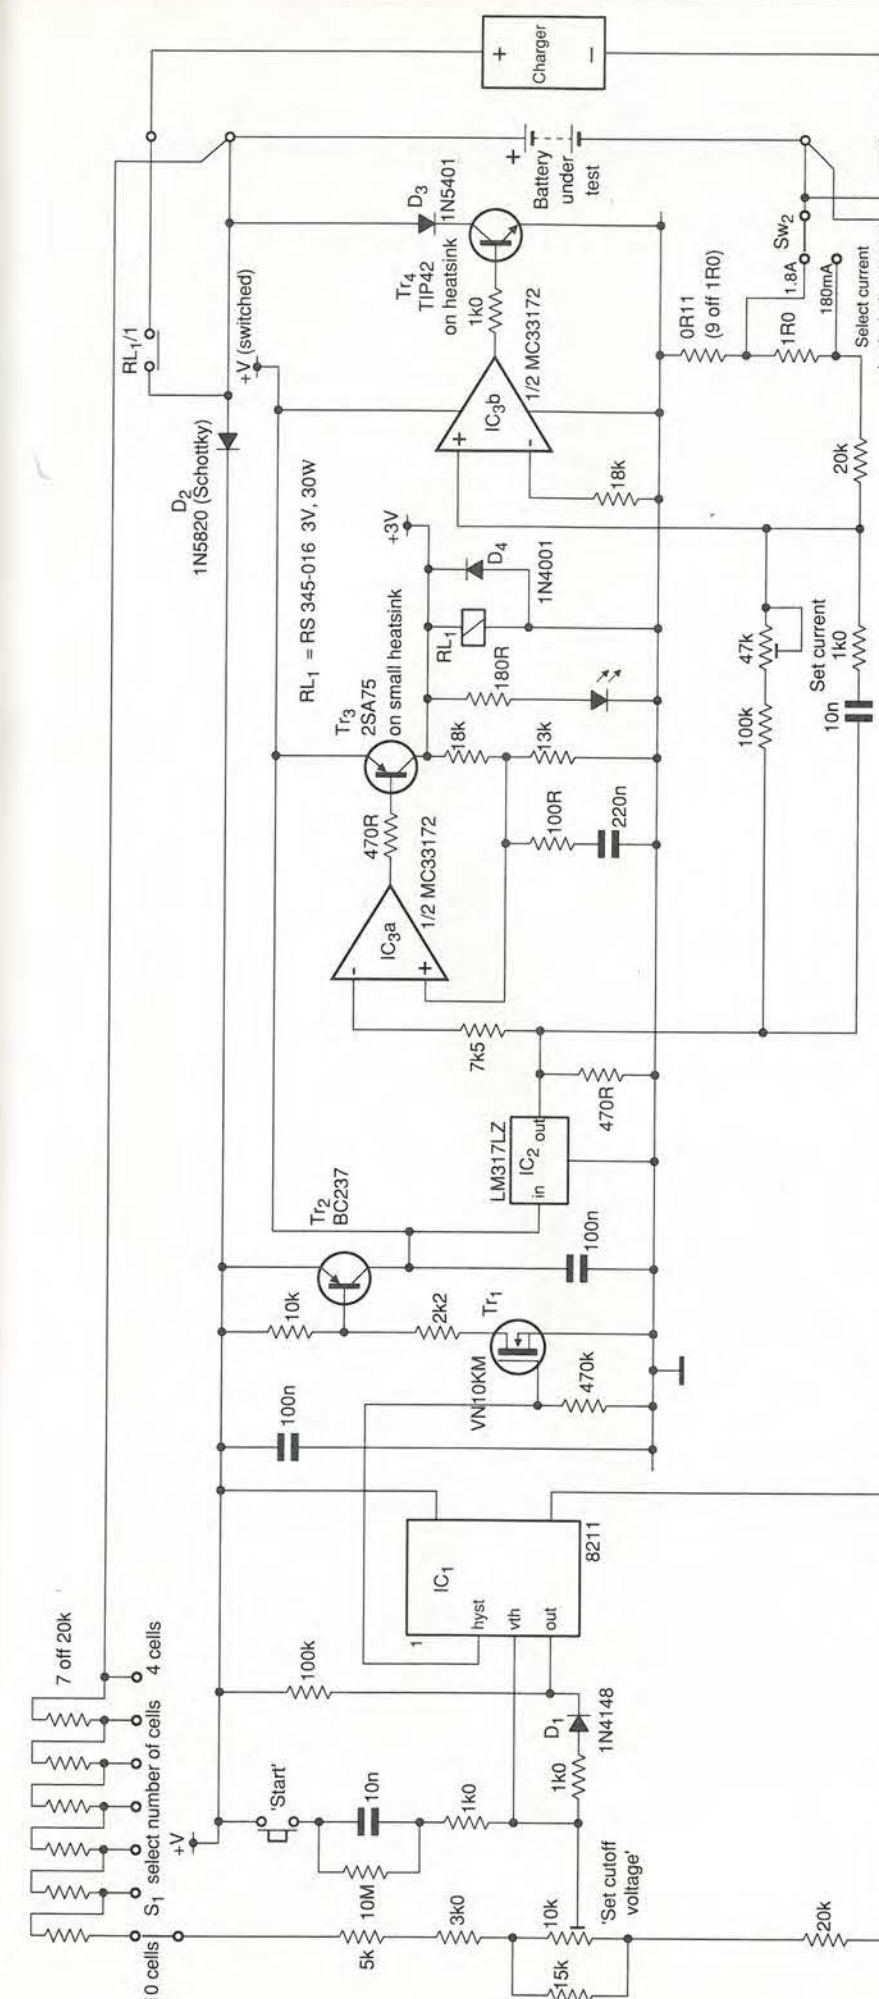 +
Charger
−
+
Battery
under
test
D3
1N5401
Tr4
TIP42
on heatsink
1k0
RL1/1
+V (switched)
D2
1N5820 (Schottky)
0R11
(9 off 1R0)
Sw2
1.8A
180mA
1R0
Select current
IC3b
+
-
1/2 MC33172
18k
20k
+3V
RL1 = RS 345-016 3V, 30W
D4
1N4001
RL1
180R
Tr3
2SA75
on small heatsink
18k
13k
100R
220n
470R
47k
Set current
1k0
100k
10n
IC3a
-
+
1/2 MC33172
7k5
470R
LM317LZ
IC2
out
in
Tr2
BC237
100n
10k
2k2
Tr1
VN10KM
470k
100n
IC1
8211
1
hyst
vth
out
7 off 20k
4 cells
S1 select number of cells
0 cells
+V
100k
'Start'
10n
10M
1k0
1k0
D1
1N4148
5k
3k0
10k
15k
'Set cutoff
voltage'
20k